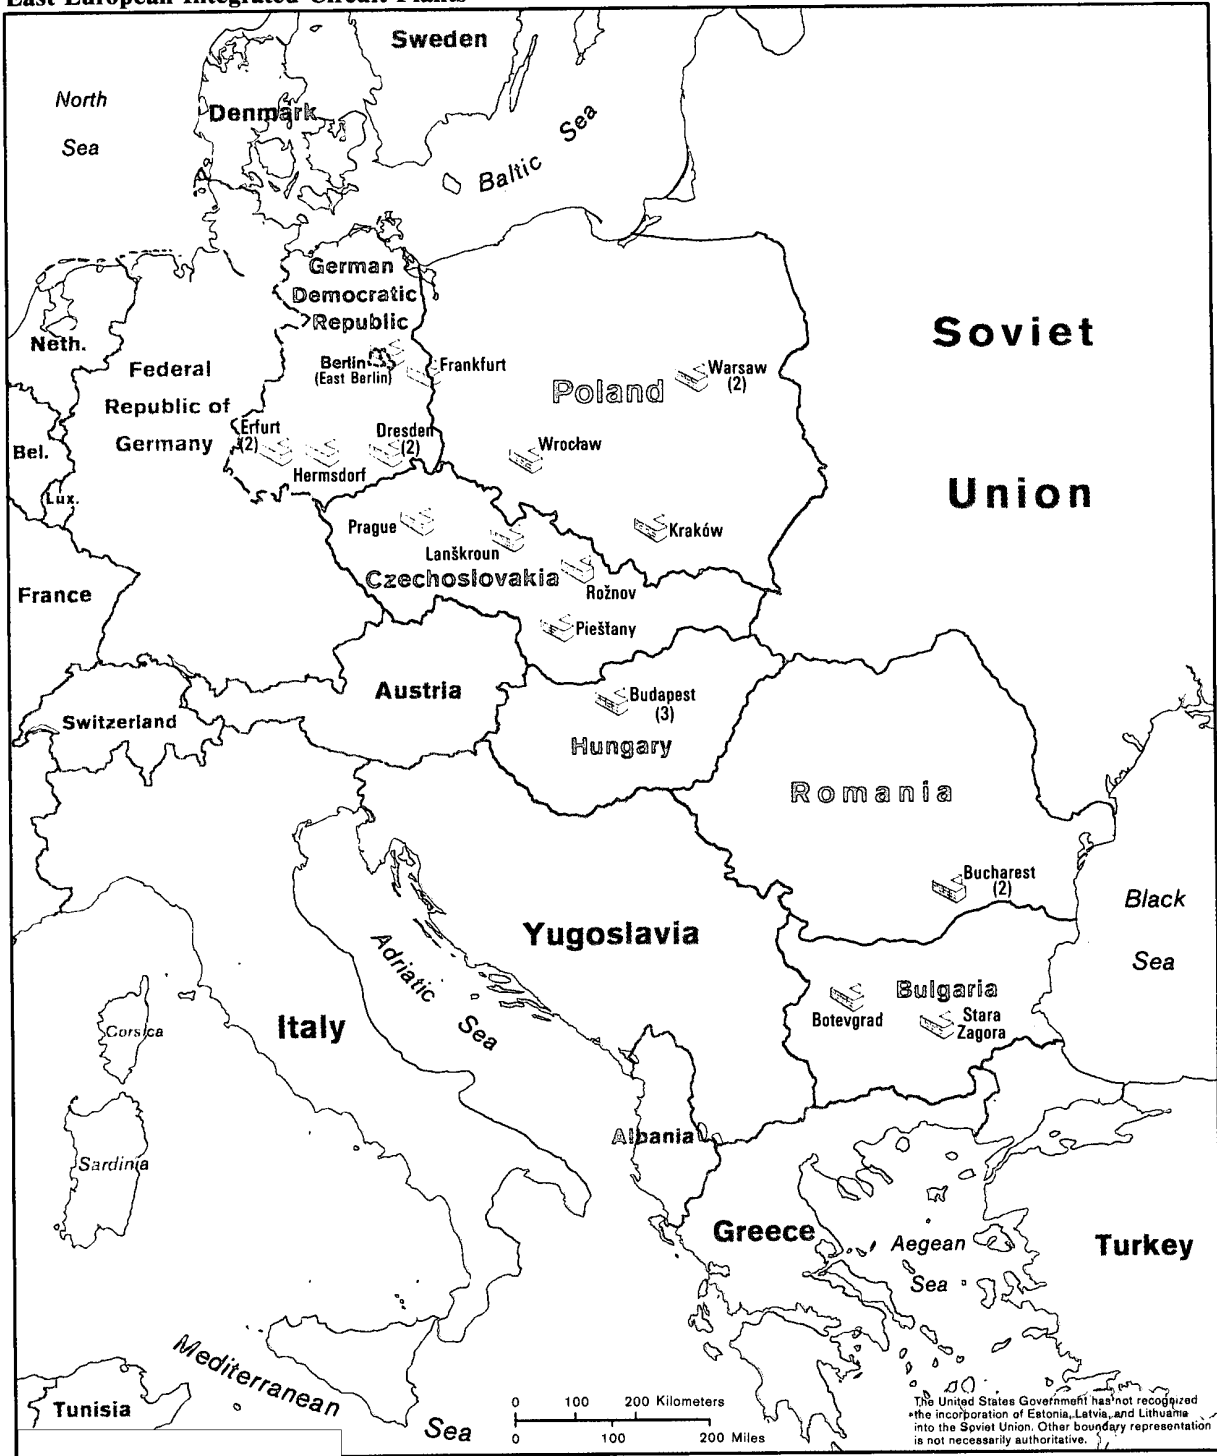 East European Integrated Circuit Plants
Sweden
North
Sea
Denmark
Baltic Sea
German
Democratic
Republic
Neth.
Federal
Republic of
Germany
Berlin
(East Berlin)
Frankfurt
Soviet
Union
Poland
Warsaw
(2)
Bel.
Erfurt
(2)
Hermsdorf
Dresden
(2)
Wrocław
Lux.
Prague
Lanškroun
Kraków
Czechoslovakia
Rožnov
France
Piešťany
Austria
Switzerland
Budapest
(3)
Hungary
Romania
Bucharest
(2)
Black
Sea
Yugoslavia
Adriatic
Sea
Bulgaria
Botevgrad
Stara
Zagora
Italy
Corsica
Albania
Sardinia
Greece
Aegean
Sea
Turkey
Mediterranean
Sea
Tunisia
0 100 200 Kilometers
0 100 200 Miles
The United States Government has not recognized
the incorporation of Estonia, Latvia, and Lithuania
into the Soviet Union. Other boundary representation
is not necessarily authoritative.